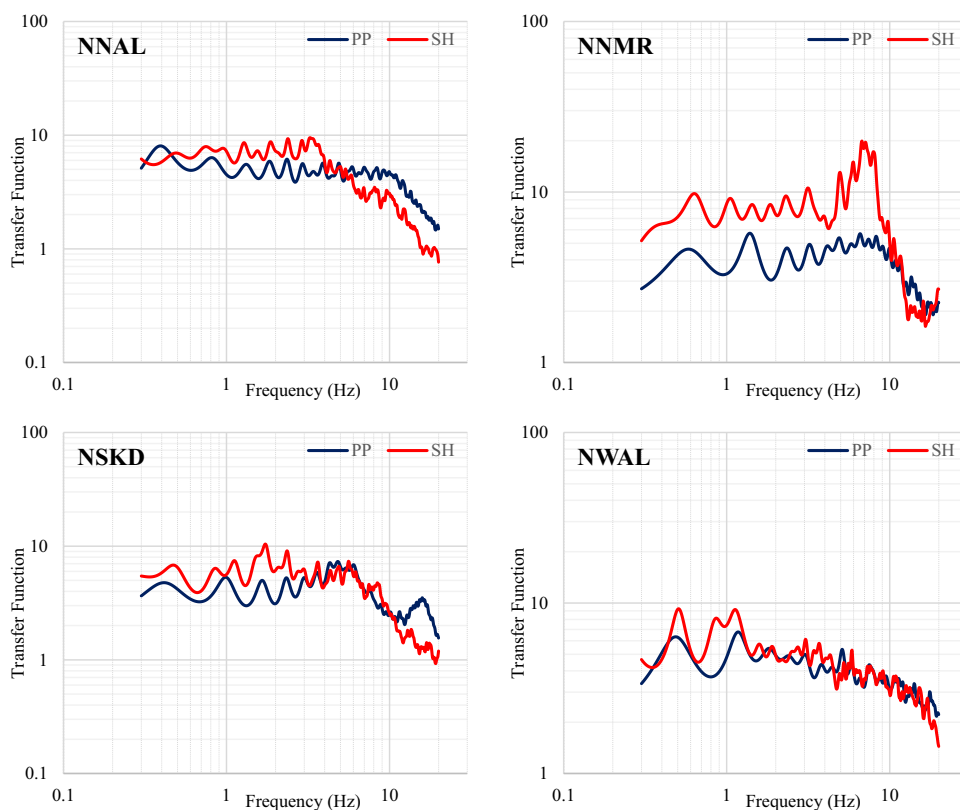 100
NNAL
PP
SH
10
Transfer Function
1
0.1
0.1
1
10
Frequency (Hz)
100
NNMR
PP
SH
Transfer Function
10
1
0.1
1
10
Frequency (Hz)
100
NSKD
PP
SH
10
Transfer Function
1
0.1
0.1
1
10
Frequency (Hz)
100
NWAL
PP
SH
Transfer Function
10
1
0.1
1
10
Frequency (Hz)